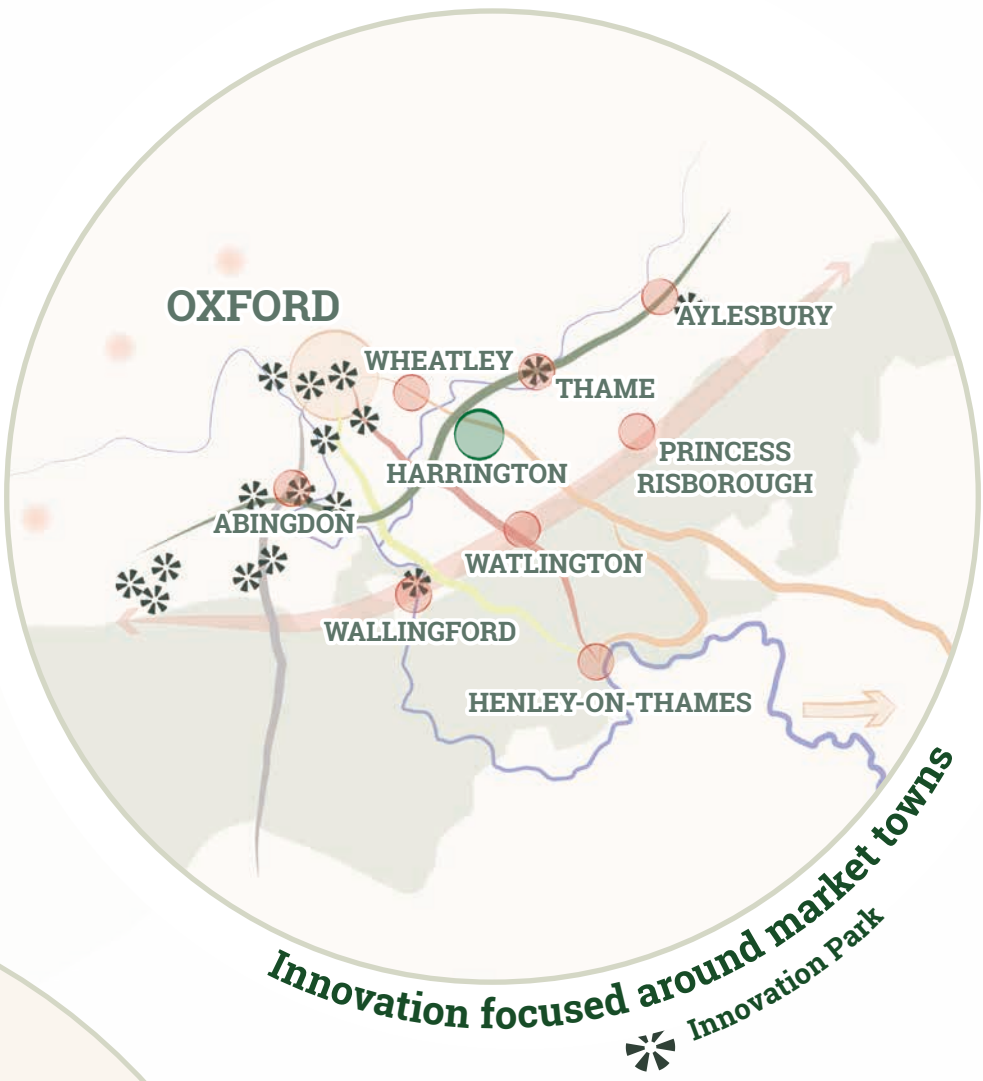 OXFORD
AYLESBURY
WHEATLEY
THAME
PRINCESS
RISBOROUGH
HARRINGTON
ABINGDON
WATLINGTON
WALLINGFORD
HENLEY-ON-THAMES
Innovation focused around market towns
Innovation Park